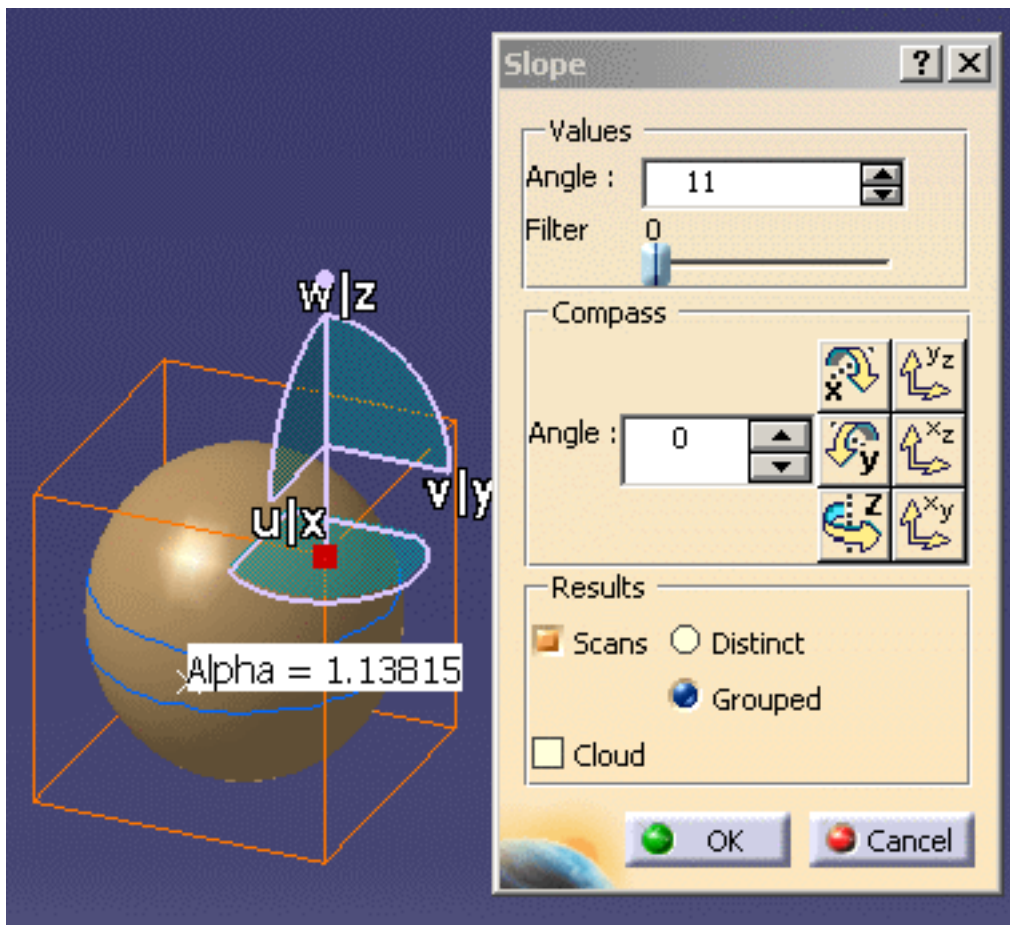 Slope
Values
Angle : 11
Filter 0
w|z
Compass
x
yz
Angle : 0
y
xz
v|y
u|x
z
xy
Results
Scans Distinct
Alpha = 1.13815
Grouped
Cloud
OK Cancel